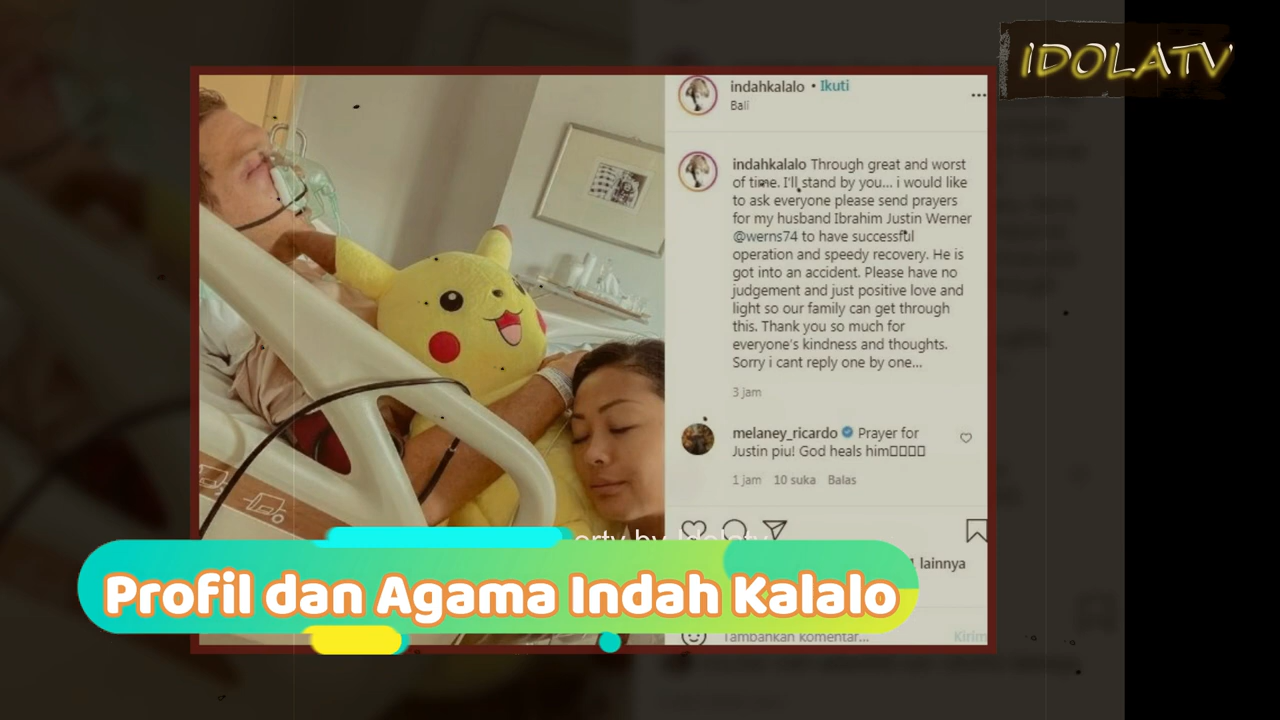 IDOLATV
indahkalalo • Ikuti
Bali
indahkalalo Through great and worst
of time. I'll stand by you... i would like
to ask everyone please send prayers
for my husband Ibrahim Justin Werner
@werns74 to have successful
operation and speedy recovery. He is
got into an accident. Please have no
judgement and just positive love and
light so our family can get through
this. Thank you so much for
everyone's kindness and thoughts.
Sorry i cant reply one by one...
3 jam
melaney_ricardo Prayer for
Justin piu! God heals him
1 jam 10 suka Balas
lainnya
Profil dan Agama Indah Kalalo
Tambahkan komentar... Kirim